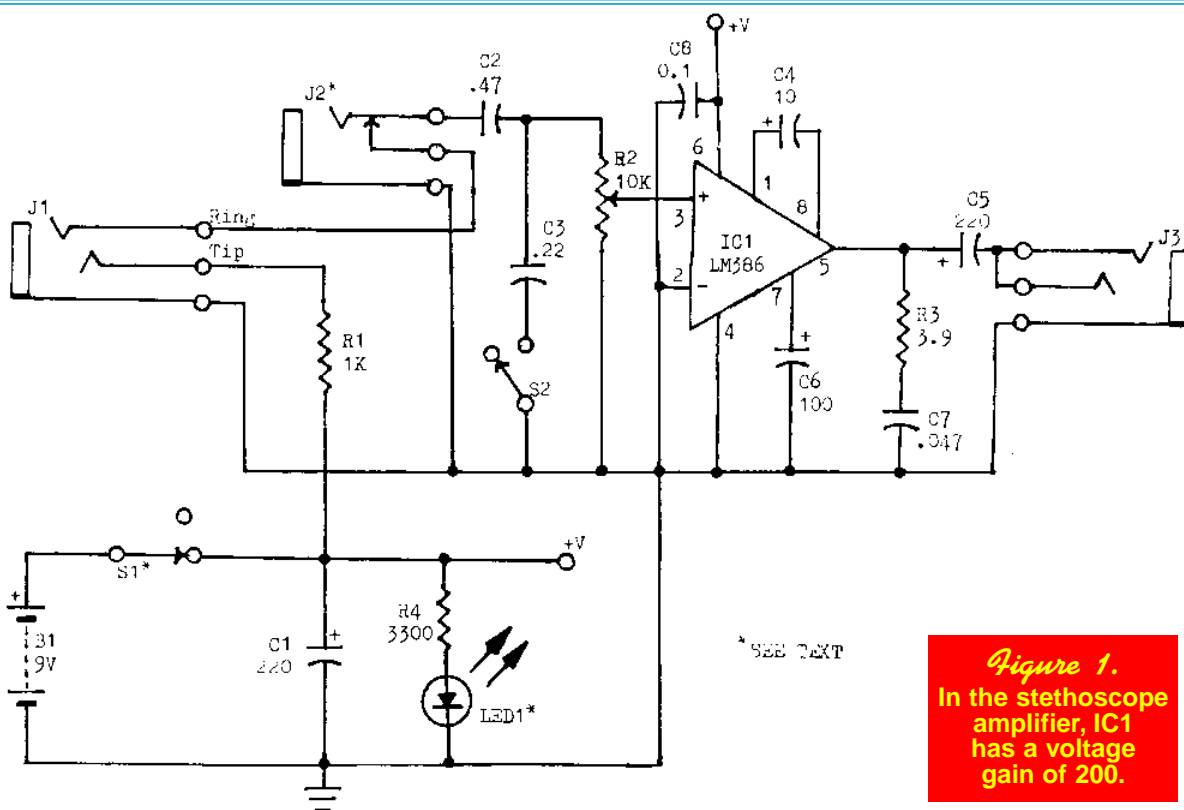 +V
C8
0.1
C4
10
+
J2*
C2
.47
6
1
8
R2
10K
+
3
IC1
LM386
2
-
7
5
4
C5
220
+
J3
J1
Ring
Tip
C3
.22
R1
1K
S2
+
C6
100
R3
3.9
C7
.047
S1*
+V
+
B1
9V
C1
220
+
R4
3300
LED1*
*SEE TEXT
Figure 1.
In the stethoscope
amplifier, IC1
has a voltage
gain of 200.